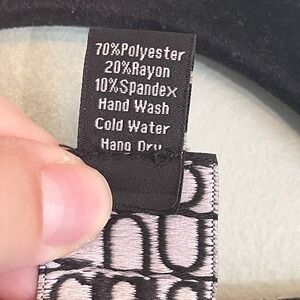 70%Polyester
20%Rayon
10%Spandex
Hand Wash
Cold Water
Hang Dry